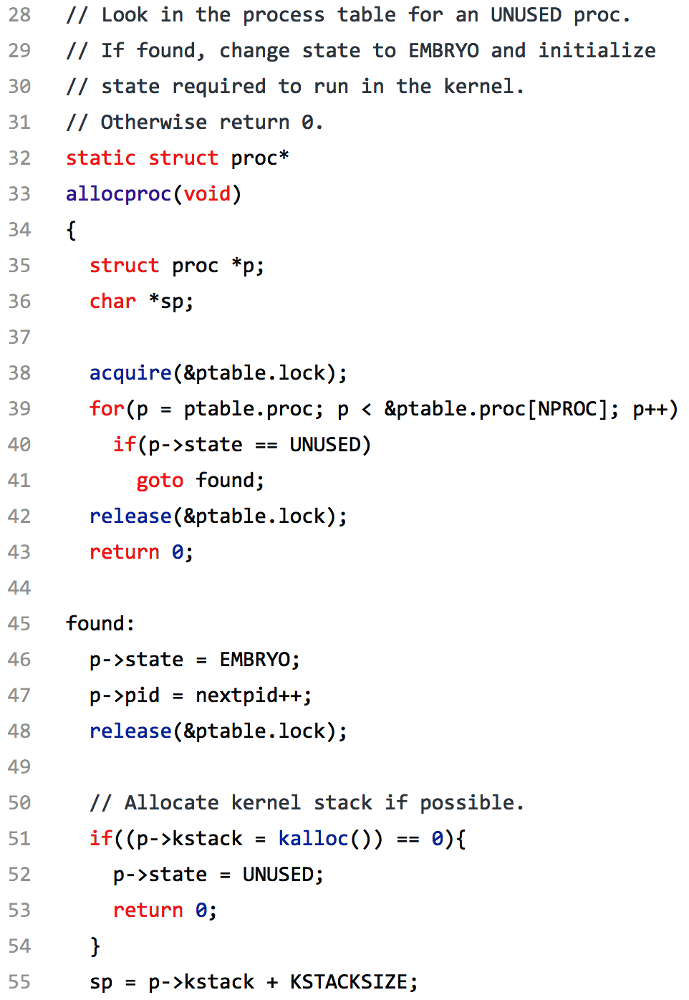 28 // Look in the process table for an UNUSED proc.
29 // If found, change state to EMBRYO and initialize
30 // state required to run in the kernel.
31 // Otherwise return 0.
32 static struct proc*
33 allocproc(void)
34 {
35   struct proc *p;
36   char *sp;
37
38   acquire(&ptable.lock);
39   for(p = ptable.proc; p < &ptable.proc[NPROC]; p++)
40     if(p->state == UNUSED)
41       goto found;
42   release(&ptable.lock);
43   return 0;
44
45 found:
46   p->state = EMBRYO;
47   p->pid = nextpid++;
48   release(&ptable.lock);
49
50   // Allocate kernel stack if possible.
51   if((p->kstack = kalloc()) == 0){
52     p->state = UNUSED;
53     return 0;
54   }
55   sp = p->kstack + KSTACKSIZE;